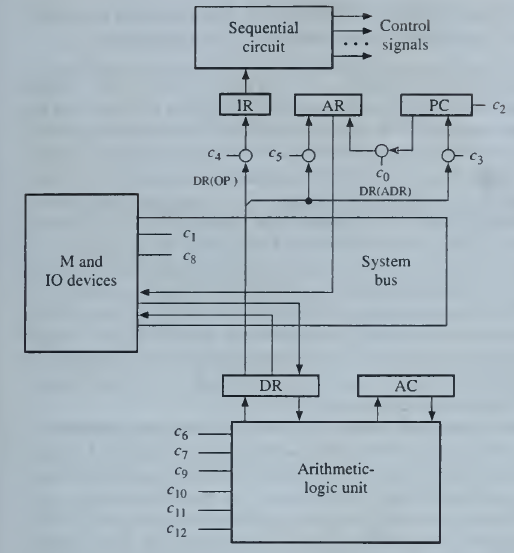 Sequential
circuit
Control
signals
IR
AR
PC
c2
c4
c5
c0
c3
DR(OP)
DR(ADR)
M and
IO devices
c1
c8
System
bus
DR
AC
c6
c7
c9
c10
c11
c12
Arithmetic-
logic unit